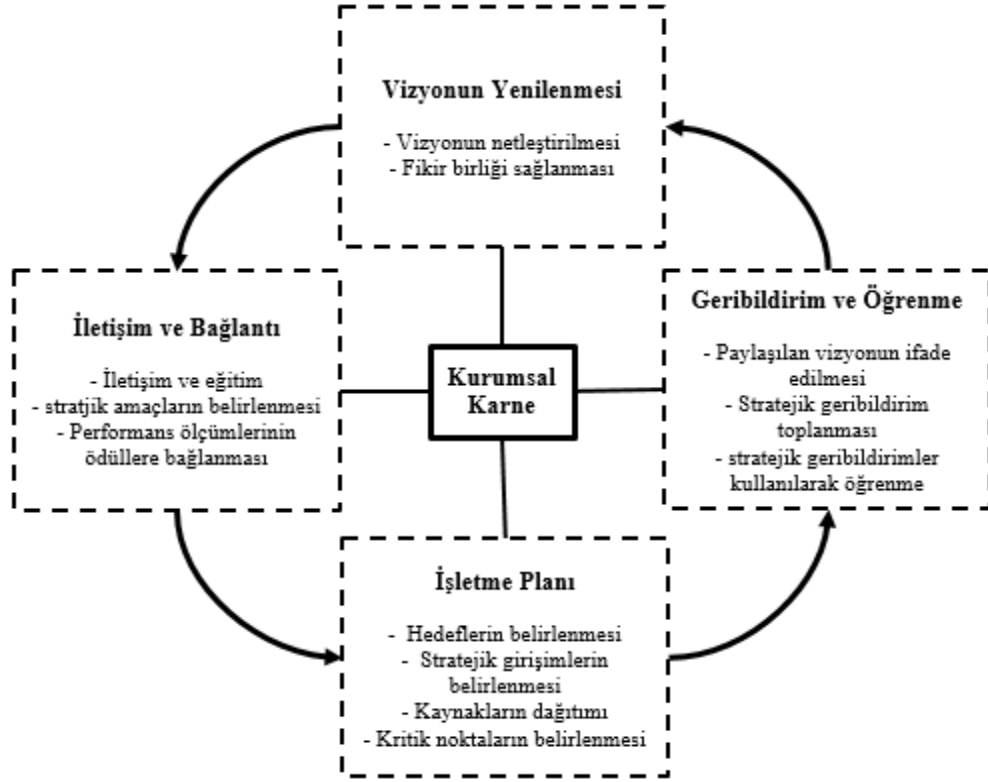 Vizyonun Yenilenmesi
- Vizyonun netleştirilmesi
- Fikir birliği sağlanması
İletişim ve Bağlantı
- İletişim ve eğitim
- stratjik amaçların belirlenmesi
- Performans ölçümlerinin
ödüllere bağlanması
Kurumsal
Karne
Geribildirim ve Öğrenme
- Paylaşılan vizyonun ifade
edilmesi
- Stratejik geribildirim
toplanması
- stratejik geribildirimler
kullanılarak öğrenme
İşletme Planı
- Hedeflerin belirlenmesi
- Stratejik girişimlerin
belirlenmesi
- Kaynakların dağıtımı
- Kritik noktaların belirlenmesi